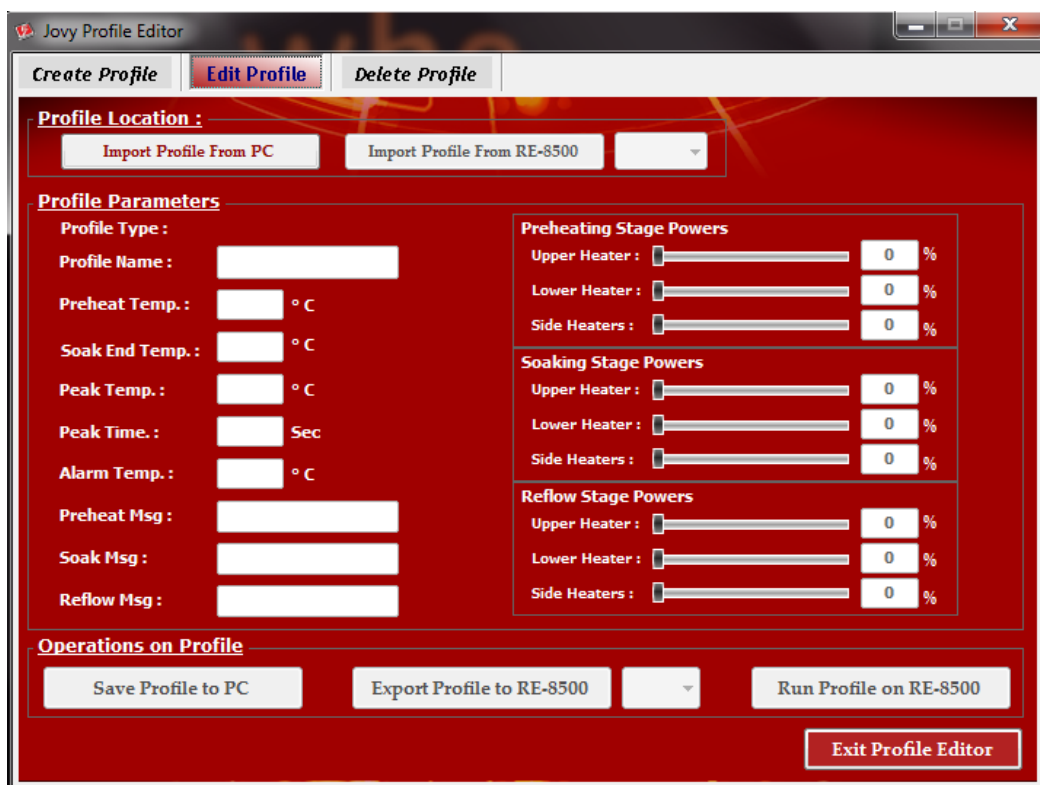 Jovy Profile Editor
Create Profile Edit Profile Delete Profile
Profile Location :
Import Profile From PC Import Profile From RE-8500
Profile Parameters
Profile Type :
Profile Name :
Preheat Temp. : ° C
Soak End Temp. : ° C
Peak Temp. : ° C
Peak Time. : Sec
Alarm Temp. : ° C
Preheat Msg :
Soak Msg :
Reflow Msg :
Preheating Stage Powers
Upper Heater : 0 %
Lower Heater : 0 %
Side Heaters : 0 %
Soaking Stage Powers
Upper Heater : 0 %
Lower Heater : 0 %
Side Heaters : 0 %
Reflow Stage Powers
Upper Heater : 0 %
Lower Heater : 0 %
Side Heaters : 0 %
Operations on Profile
Save Profile to PC Export Profile to RE-8500 Run Profile on RE-8500
Exit Profile Editor